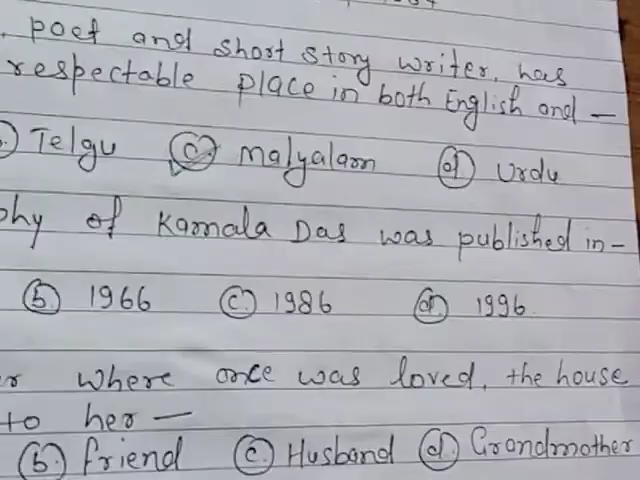 poet and short story writer, has
respectable place in both English and —
Telgu (c) Malyalam (d) Urdu
phy of Kamala Das was published in-
(b) 1966 (c) 1986 (d) 1996
where once was loved, the house
to her —
(b) friend (c) Husband (d) Grandmother